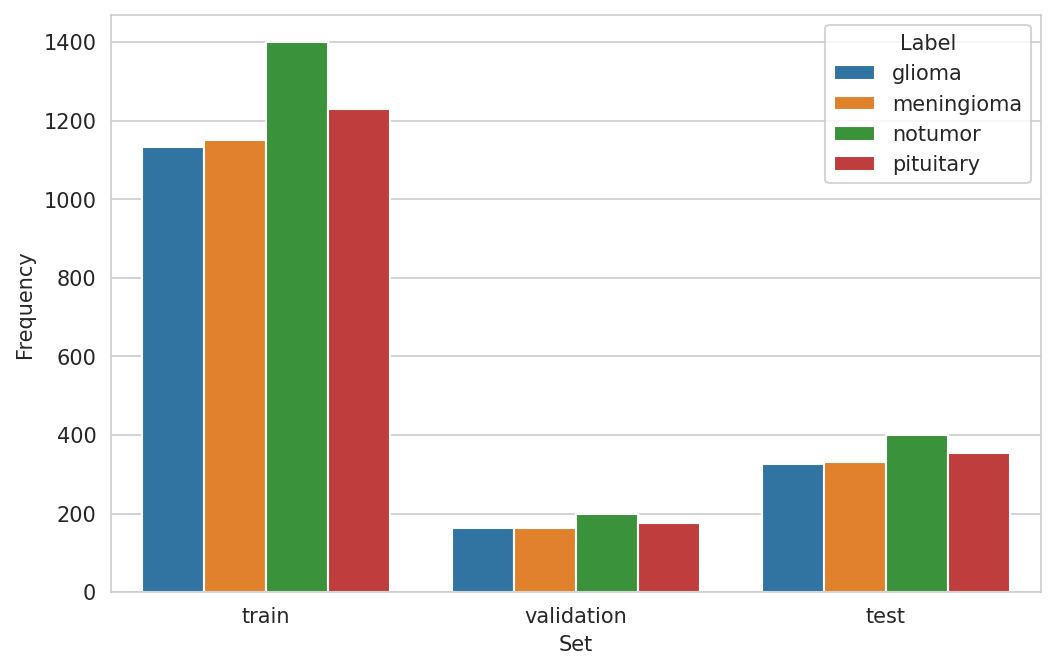 Label
glioma
meningioma
notumor
pituitary
1400
1200
1000
800
600
400
200
0
Frequency
train validation test
Set